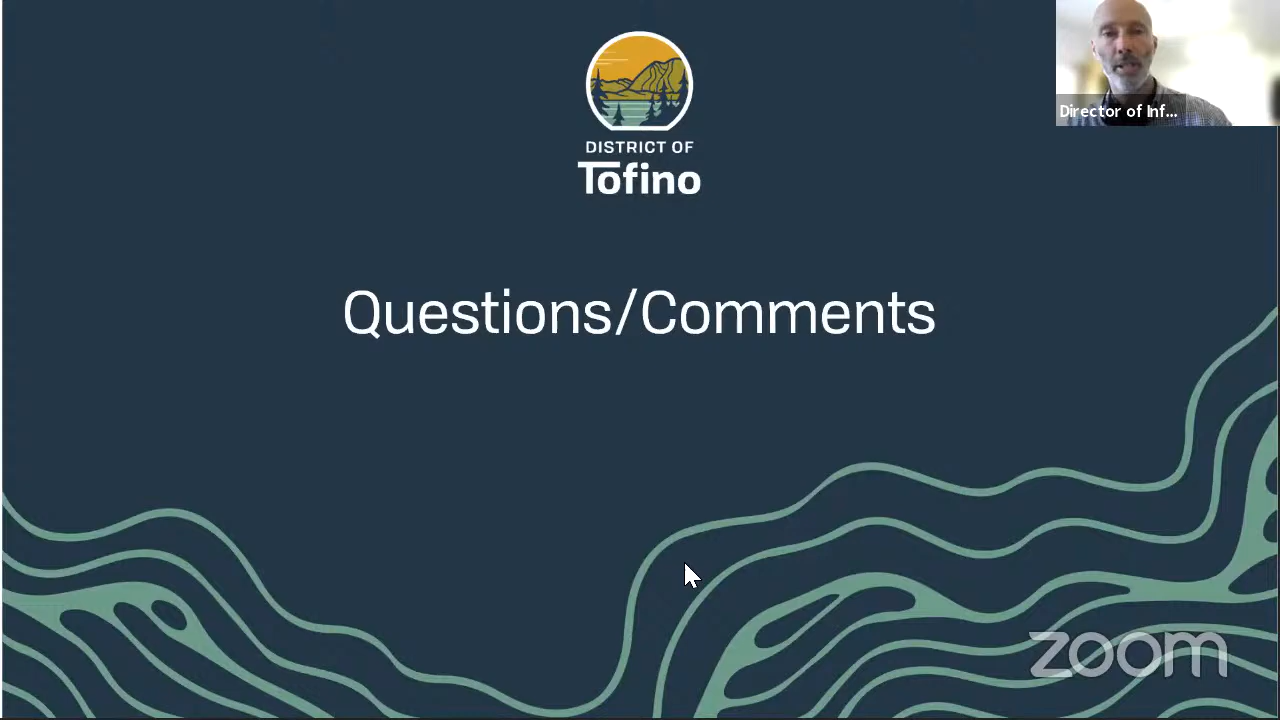 DISTRICT OF
Tofino
Director of Inf...
Questions/Comments
zoom